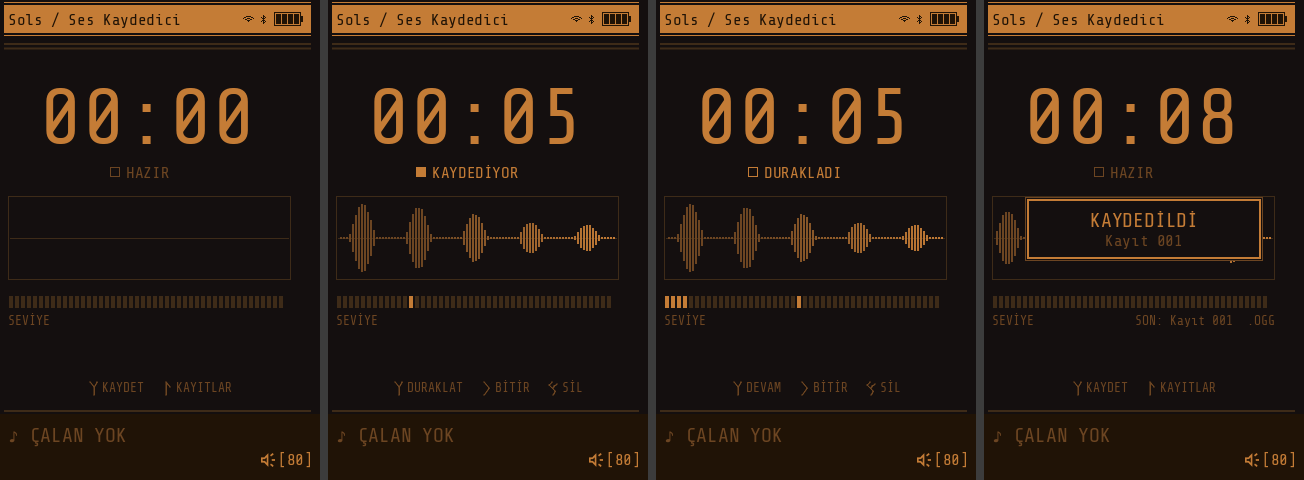 Sols / Ses Kaydedici
00:00
HAZIR
SEVİYE
KAYDET KAYITLAR
♪ ÇALAN YOK
[80]
Sols / Ses Kaydedici
00:05
KAYDEDİYOR
SEVİYE
DURAKLAT BİTİR SİL
♪ ÇALAN YOK
[80]
Sols / Ses Kaydedici
00:05
DURAKLADI
SEVİYE
DEVAM BİTİR SİL
♪ ÇALAN YOK
[80]
Sols / Ses Kaydedici
00:08
HAZIR
KAYDEDİLDİ
Kayıt 001
SEVİYE SON: Kayıt 001 .OGG
KAYDET KAYITLAR
♪ ÇALAN YOK
[80]